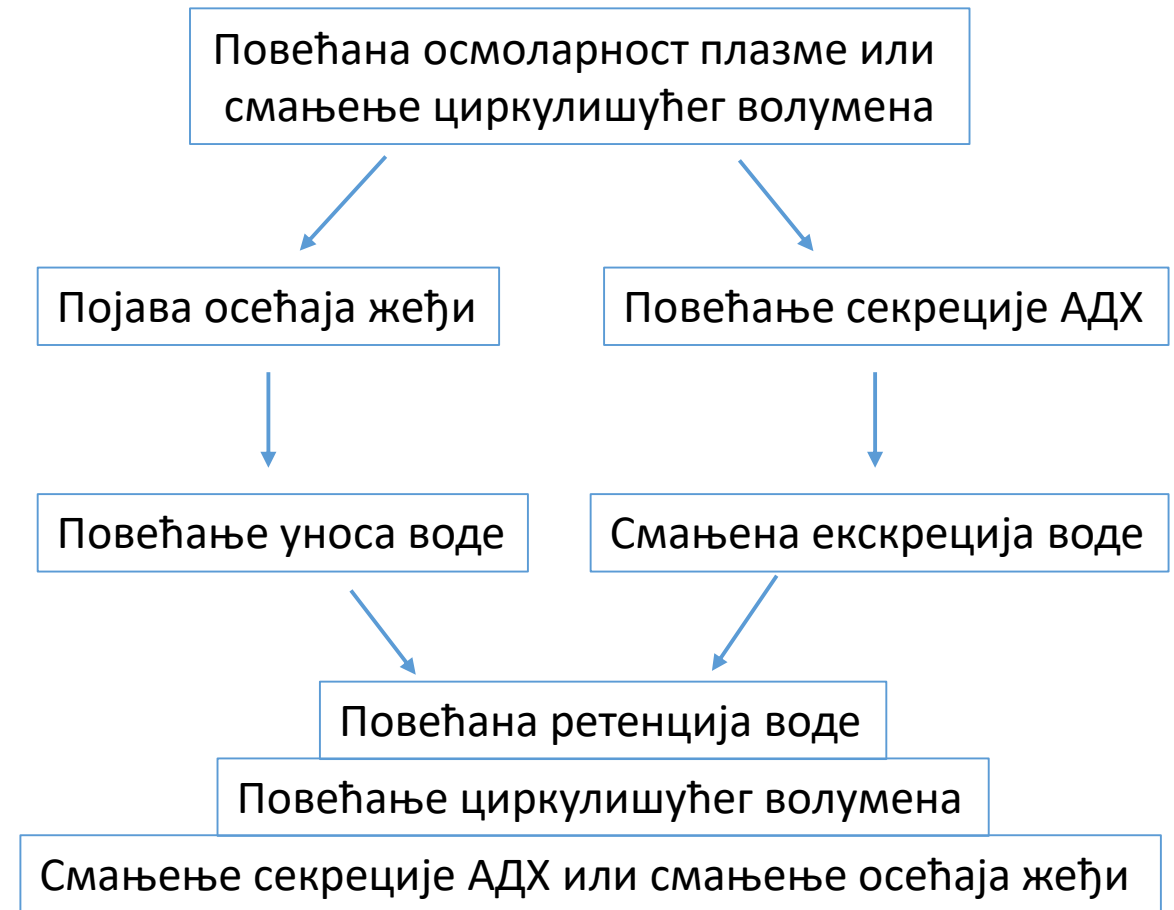 Повећана осмоларност плазме или
смањење циркулишућег волумена
Појава осећаја жеђи
Повећање секреције АДХ
Повећање уноса воде
Смањена екскреција воде
Повећана ретенција воде
Повећање циркулишућег волумена
Смањење секреције АДХ или смањење осећаја жеђи